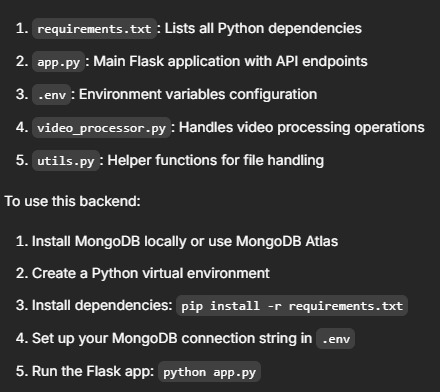 1. requirements.txt: Lists all Python dependencies
2. app.py: Main Flask application with API endpoints
3. .env: Environment variables configuration
4. video_processor.py: Handles video processing operations
5. utils.py: Helper functions for file handling
To use this backend:
1. Install MongoDB locally or use MongoDB Atlas
2. Create a Python virtual environment
3. Install dependencies: pip install -r requirements.txt
4. Set up your MongoDB connection string in .env
5. Run the Flask app: python app.py